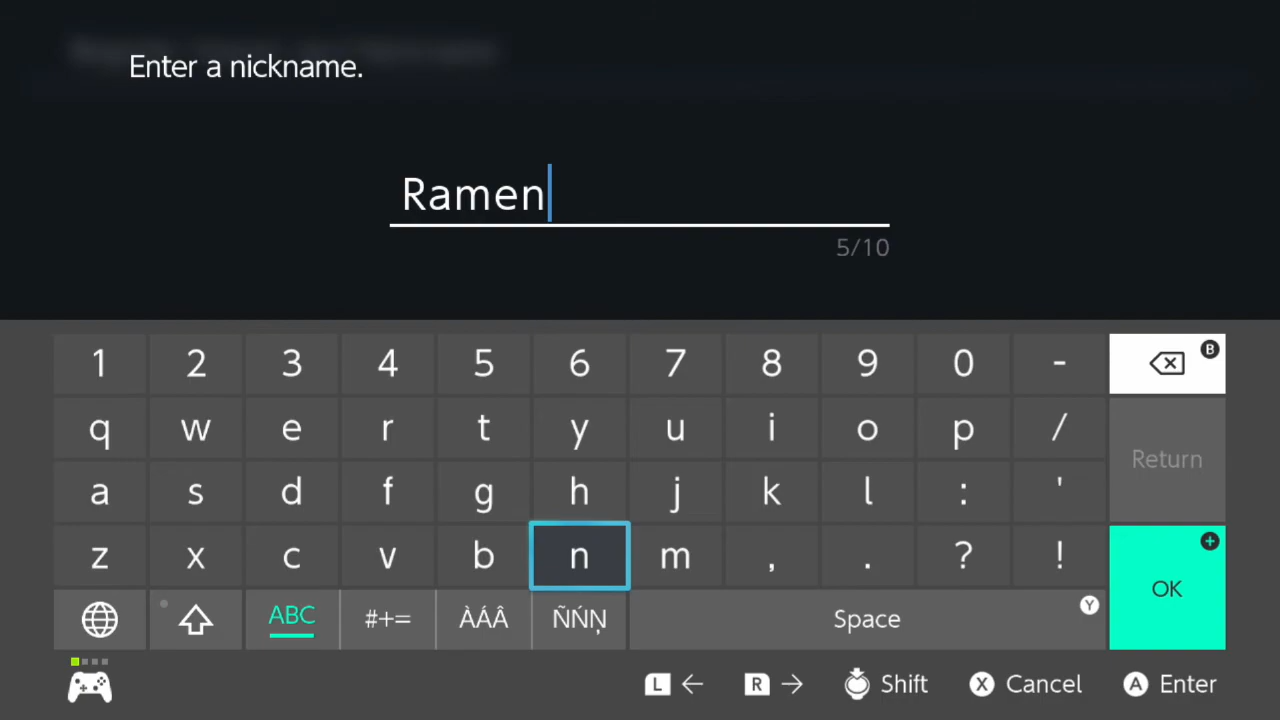 Enter a nickname.
Ramen
5/10
1 2 3 4 5 6 7 8 9 0 - B
q w e r t y u i o p / Return
a s d f g h j k l : '
z x c v b n m , . ? ! + OK
ABC #+= ÀÁÂ ÑŃŅ Space Y
L ← R → Shift X Cancel A Enter